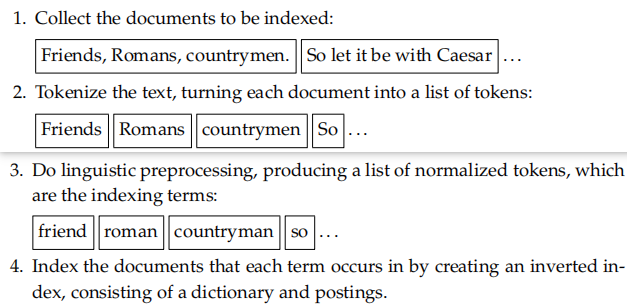 1. Collect the documents to be indexed:
Friends, Romans, countrymen. So let it be with Caesar ...
2. Tokenize the text, turning each document into a list of tokens:
Friends Romans countrymen So ...
3. Do linguistic preprocessing, producing a list of normalized tokens, which
are the indexing terms:
friend roman countryman so ...
4. Index the documents that each term occurs in by creating an inverted in-
dex, consisting of a dictionary and postings.